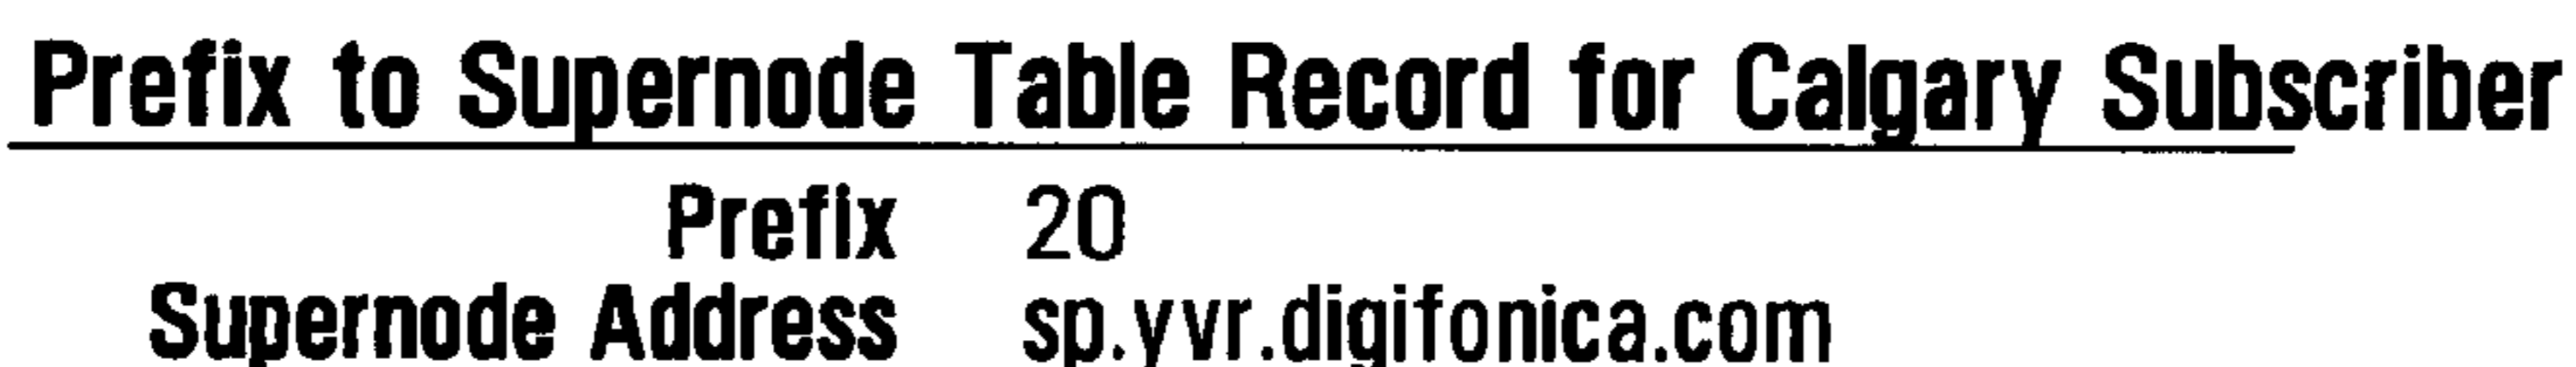 Prefix to Supernode Table Record for Calgary Subscriber
Prefix 20
Supernode Address sp.yvr.digifonica.com